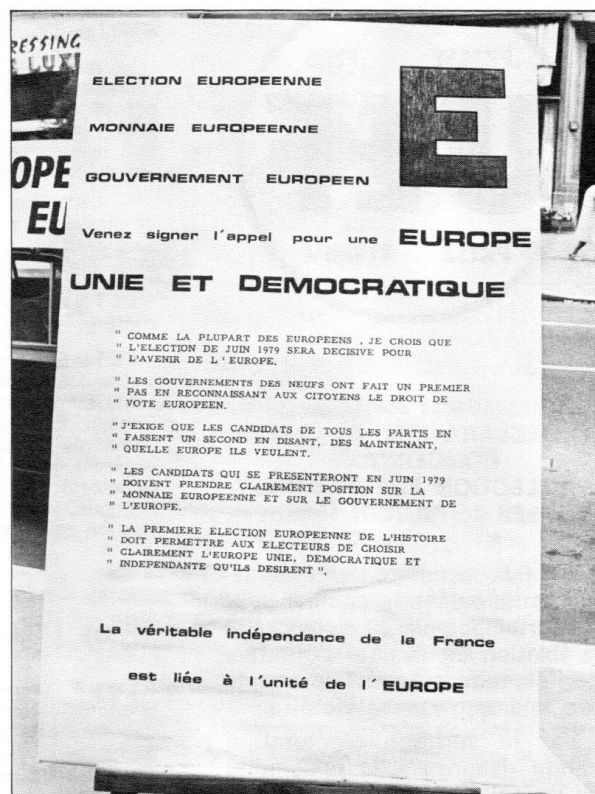 RESSING
LUXE
OPE
EU
E
ELECTION EUROPEENNE
MONNAIE EUROPEENNE
GOUVERNEMENT EUROPEEN
Venez signer l'appel pour une EUROPE
UNIE ET DEMOCRATIQUE
" COMME LA PLUPART DES EUROPEENS , JE CROIS QUE
" L'ELECTION DE JUIN 1979 SERA DECISIVE POUR
" L'AVENIR DE L ' EUROPE.
" LES GOUVERNEMENTS DES NEUFS ONT FAIT UN PREMIER
" PAS EN RECONNAISSANT AUX CITOYENS LE DROIT DE
" VOTE EUROPEEN.
"J'EXIGE QUE LES CANDIDATS DE TOUS LES PARTIS EN
" FASSENT UN SECOND EN DISANT, DES MAINTENANT,
" QUELLE EUROPE ILS VEULENT.
" LES CANDIDATS QUI SE PRESENTERONT EN JUIN 1979
" DOIVENT PRENDRE CLAIREMENT POSITION SUR LA
" MONNAIE EUROPEENNE ET SUR LE GOUVERNEMENT DE
" L'EUROPE.
" LA PREMIERE ELECTION EUROPEENNE DE L'HISTOIRE
" DOIT PERMETTRE AUX ELECTEURS DE CHOISIR
" CLAIREMENT L'EUROPE UNIE, DEMOCRATIQUE ET
" INDEPENDANTE QU'ILS DESIRENT ".
La véritable indépendance de la France
est liée à l'unité de l'EUROPE